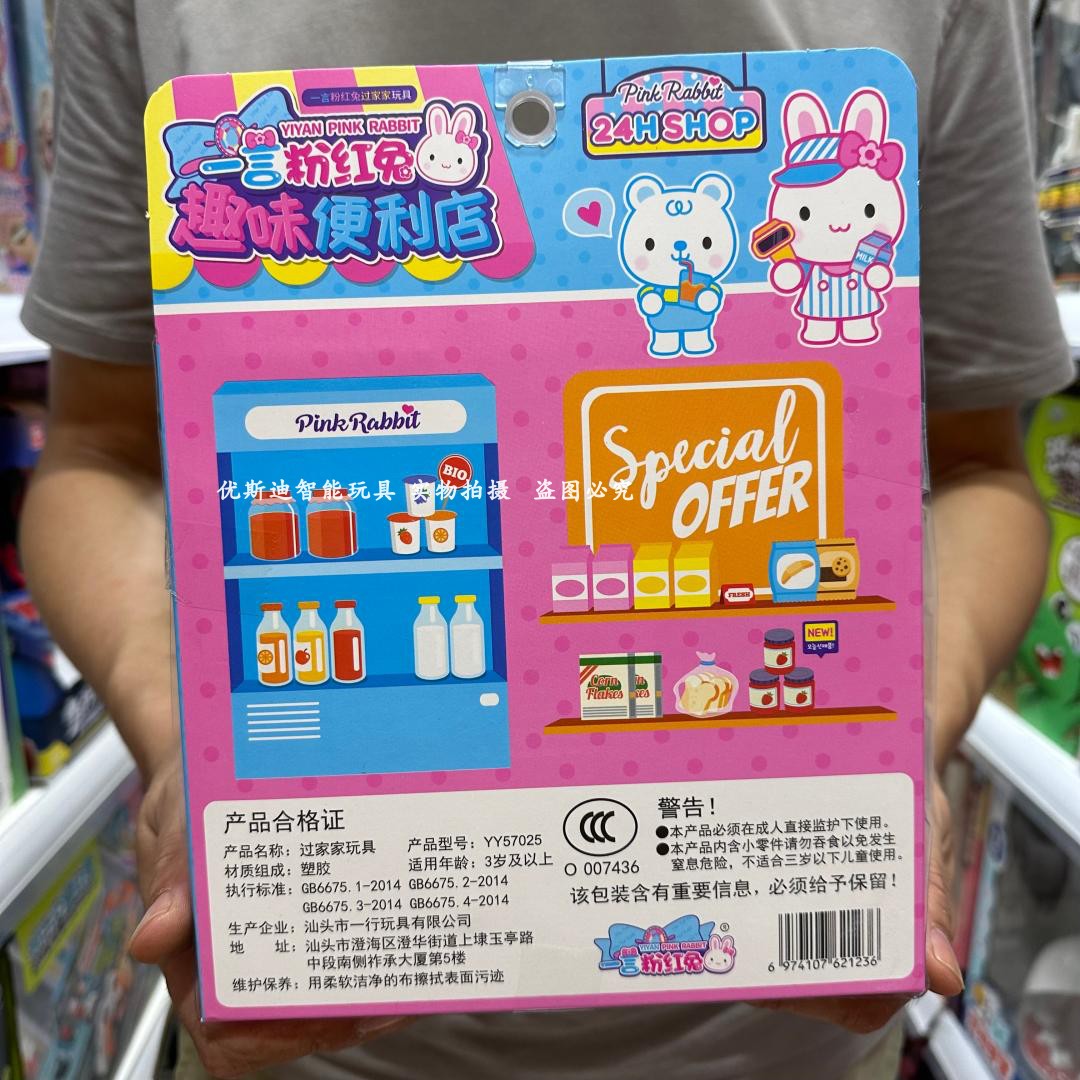 一言粉红兔过家家玩具
YIYAN PINK RABBIT
一言粉红兔
趣味便利店
Pink Rabbit
24H SHOP
MILK
Pink Rabbit
BIO
优斯迪智能玩具 实物拍摄 盗图必究
Special
OFFER
FRESH
NEW!
오늘신제품!
Corn
Flakes
产品合格证
产品名称：过家家玩具
产品型号：YY57025
材质组成：塑胶
适用年龄：3岁及以上
执行标准：GB6675.1-2014 GB6675.2-2014
GB6675.3-2014 GB6675.4-2014
生产企业：汕头市一行玩具有限公司
地 址：汕头市澄海区澄华街道上埭玉亭路
中段南侧祚承大厦第5楼
维护保养：用柔软洁净的布擦拭表面污迹
CCC
O 007436
警告！
●本产品必须在成人直接监护下使用。
●本产品内含小零件请勿吞食以免发生
窒息危险，不适合三岁以下儿童使用。
该包装含有重要信息，必须给予保留！
YIYAN PINK RABBIT
一言粉红兔
®
6 974107 621236